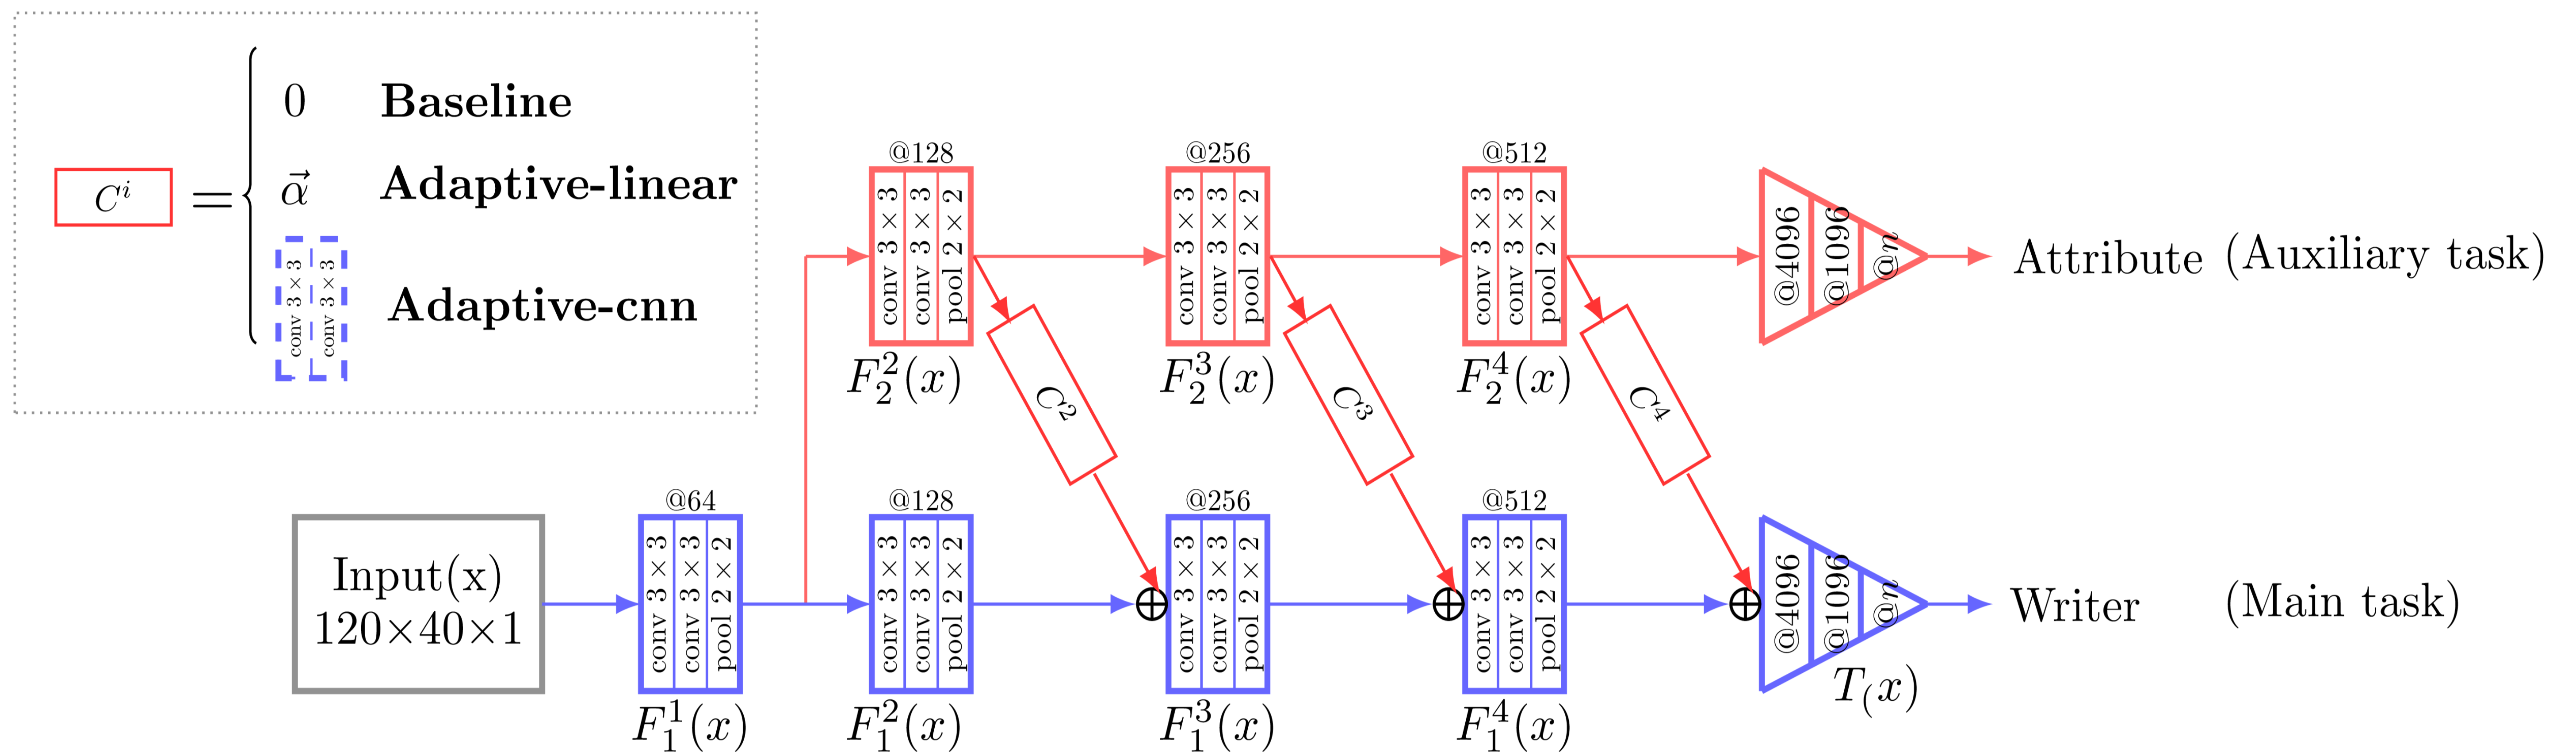 0 Baseline
C^i = α⃗ Adaptive-linear
conv 3×3 conv 3×3 Adaptive-cnn
@128 @256 @512
conv 3×3 conv 3×3 pool 2×2 conv 3×3 conv 3×3 pool 2×2 conv 3×3 conv 3×3 pool 2×2 @4096 @1096 @n Attribute (Auxiliary task)
F_2^2(x) F_2^3(x) F_2^4(x)
C^2 C^3 C^4
@64 @128 @256 @512
Input(x)
120×40×1
conv 3×3 conv 3×3 pool 2×2 conv 3×3 conv 3×3 pool 2×2 ⊕ conv 3×3 conv 3×3 pool 2×2 ⊕ conv 3×3 conv 3×3 pool 2×2 ⊕ @4096 @1096 @n Writer (Main task)
T_(x)
F_1^1(x) F_1^2(x) F_1^3(x) F_1^4(x)